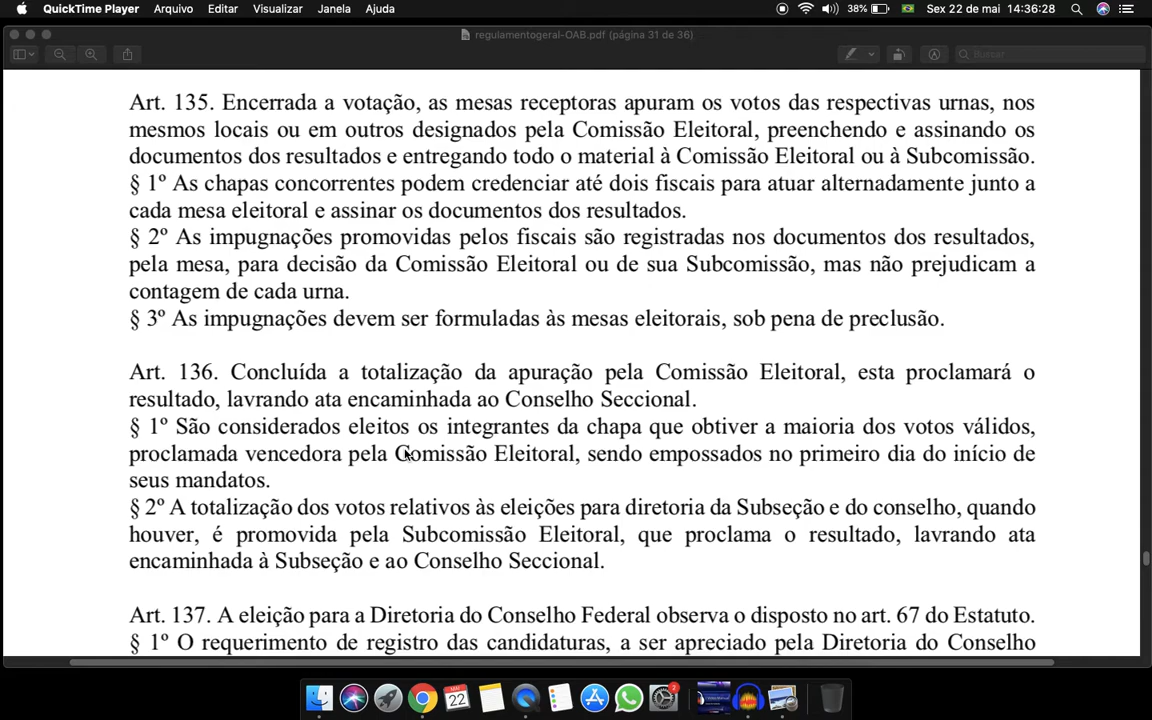 QuickTime Player Arquivo Editar Visualizar Janela Ajuda 38% Sex 22 de mai 14:36:28
regulamentogeral-OAB.pdf (página 31 de 36)
Buscar
Art. 135. Encerrada a votação, as mesas receptoras apuram os votos das respectivas urnas, nos
mesmos locais ou em outros designados pela Comissão Eleitoral, preenchendo e assinando os
documentos dos resultados e entregando todo o material à Comissão Eleitoral ou à Subcomissão.
§ 1º As chapas concorrentes podem credenciar até dois fiscais para atuar alternadamente junto a
cada mesa eleitoral e assinar os documentos dos resultados.
§ 2º As impugnações promovidas pelos fiscais são registradas nos documentos dos resultados,
pela mesa, para decisão da Comissão Eleitoral ou de sua Subcomissão, mas não prejudicam a
contagem de cada urna.
§ 3º As impugnações devem ser formuladas às mesas eleitorais, sob pena de preclusão.
Art. 136. Concluída a totalização da apuração pela Comissão Eleitoral, esta proclamará o
resultado, lavrando ata encaminhada ao Conselho Seccional.
§ 1º São considerados eleitos os integrantes da chapa que obtiver a maioria dos votos válidos,
proclamada vencedora pela Comissão Eleitoral, sendo empossados no primeiro dia do início de
seus mandatos.
§ 2º A totalização dos votos relativos às eleições para diretoria da Subseção e do conselho, quando
houver, é promovida pela Subcomissão Eleitoral, que proclama o resultado, lavrando ata
encaminhada à Subseção e ao Conselho Seccional.
Art. 137. A eleição para a Diretoria do Conselho Federal observa o disposto no art. 67 do Estatuto.
§ 1º O requerimento de registro das candidaturas, a ser apreciado pela Diretoria do Conselho
22
2